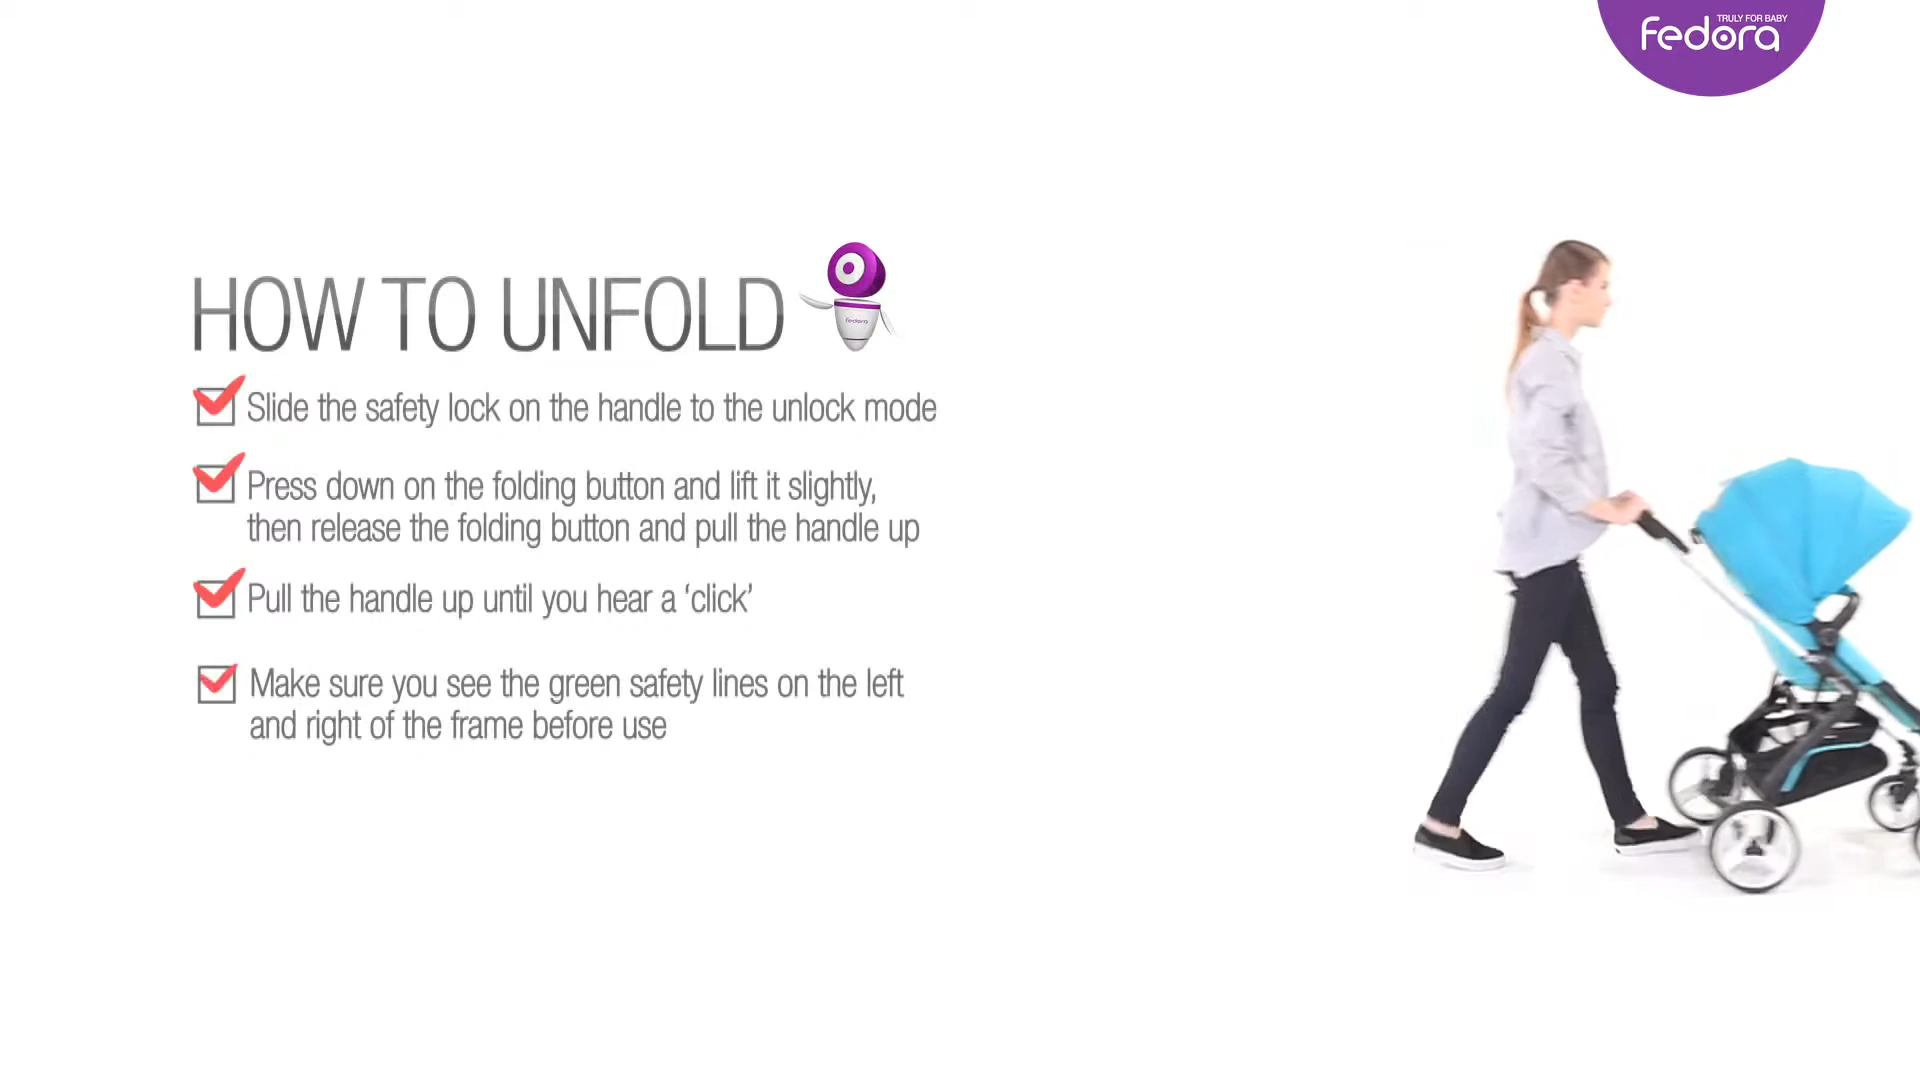 TRULY FOR BABY
fedora
HOW TO UNFOLD
fedora
Slide the safety lock on the handle to the unlock mode
Press down on the folding button and lift it slightly,
then release the folding button and pull the handle up
Pull the handle up until you hear a ‘click’
Make sure you see the green safety lines on the left
and right of the frame before use